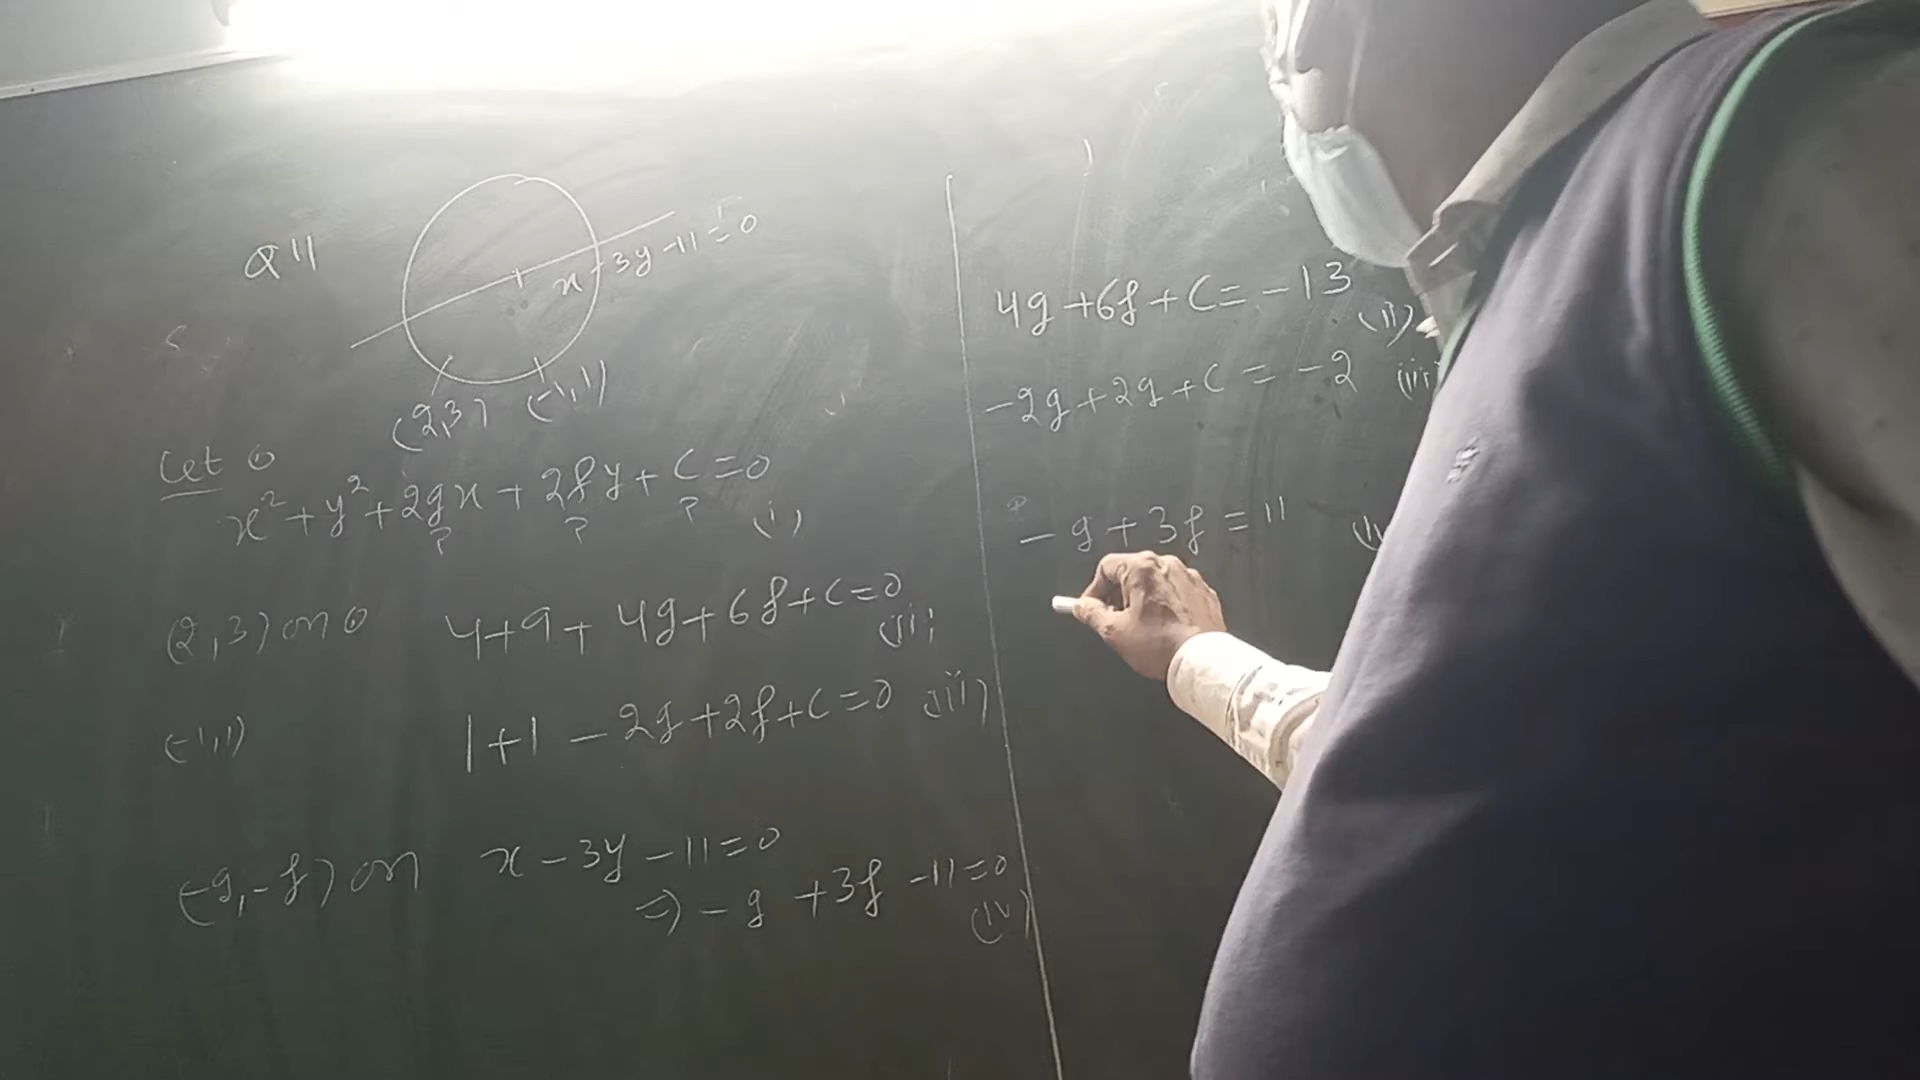 Q 11
x-3y-11=0
(2,3) (-1,1)
Let ⊙
x²+y²+2gx+2fy+c=0
? ? ? (i)
(2,3) on ⊙ 4+9+4g+6f+c=0
(ii)
(-1,1) 1+1-2g+2f+c=0 (iii)
(-g,-f) on x-3y-11=0
⇒ -g+3f-11=0
(iv)
4g+6f+c=-13
(ii)
-2g+2g+c=-2 (iii
-g+3f=11 (iv